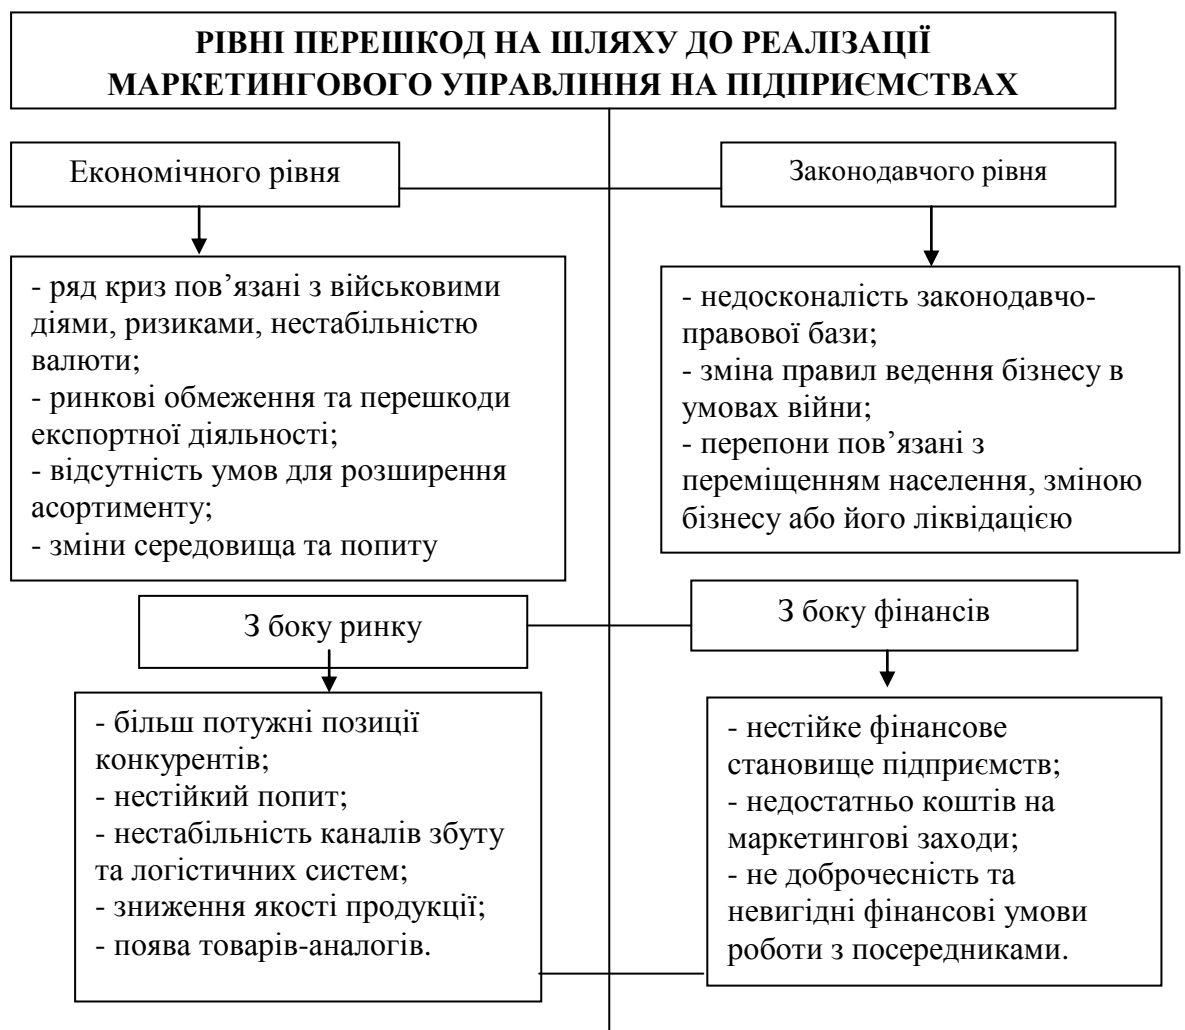 РІВНІ ПЕРЕШКОД НА ШЛЯХУ ДО РЕАЛІЗАЦІЇ
МАРКЕТИНГОВОГО УПРАВЛІННЯ НА ПІДПРИЄМСТВАХ
Економічного рівня
Законодавчого рівня
- ряд криз пов’язані з військовими
діями, ризиками, нестабільністю
валюти;
- ринкові обмеження та перешкоди
експортної діяльності;
- відсутність умов для розширення
асортименту;
- зміни середовища та попиту
- недосконалість законодавчо-
правової бази;
- зміна правил ведення бізнесу в
умовах війни;
- перепони пов’язані з
переміщенням населення, зміною
бізнесу або його ліквідацією
З боку ринку
З боку фінансів
- більш потужні позиції
конкурентів;
- нестійкий попит;
- нестабільність каналів збуту
та логістичних систем;
- зниження якості продукції;
- поява товарів-аналогів.
- нестійке фінансове
становище підприємств;
- недостатньо коштів на
маркетингові заходи;
- не доброчесність та
невигідні фінансові умови
роботи з посередниками.